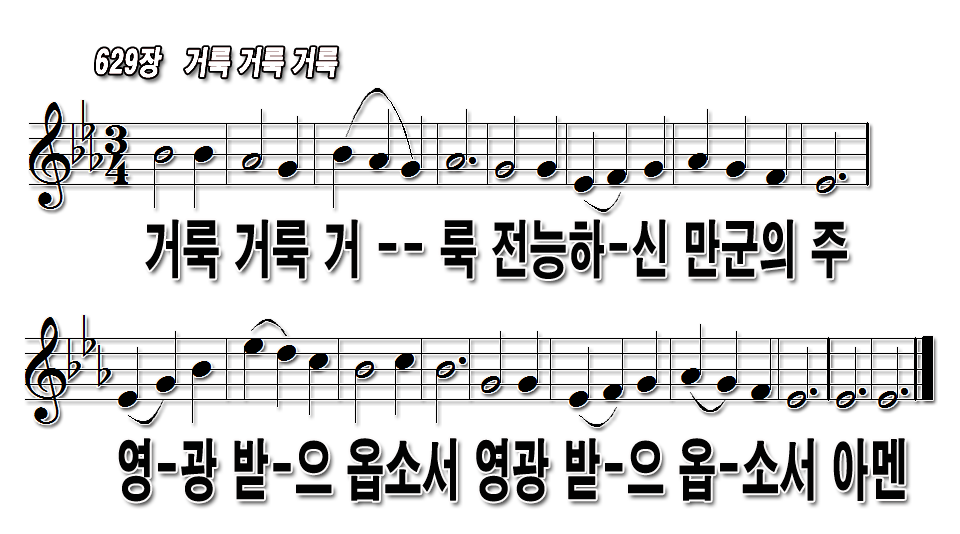 629장 거룩 거룩 거룩
3
4
거룩 거룩 거 -- 룩 전능하-신 만군의 주
영-광 받-으 옵소서 영광 받-으 옵-소서 아멘